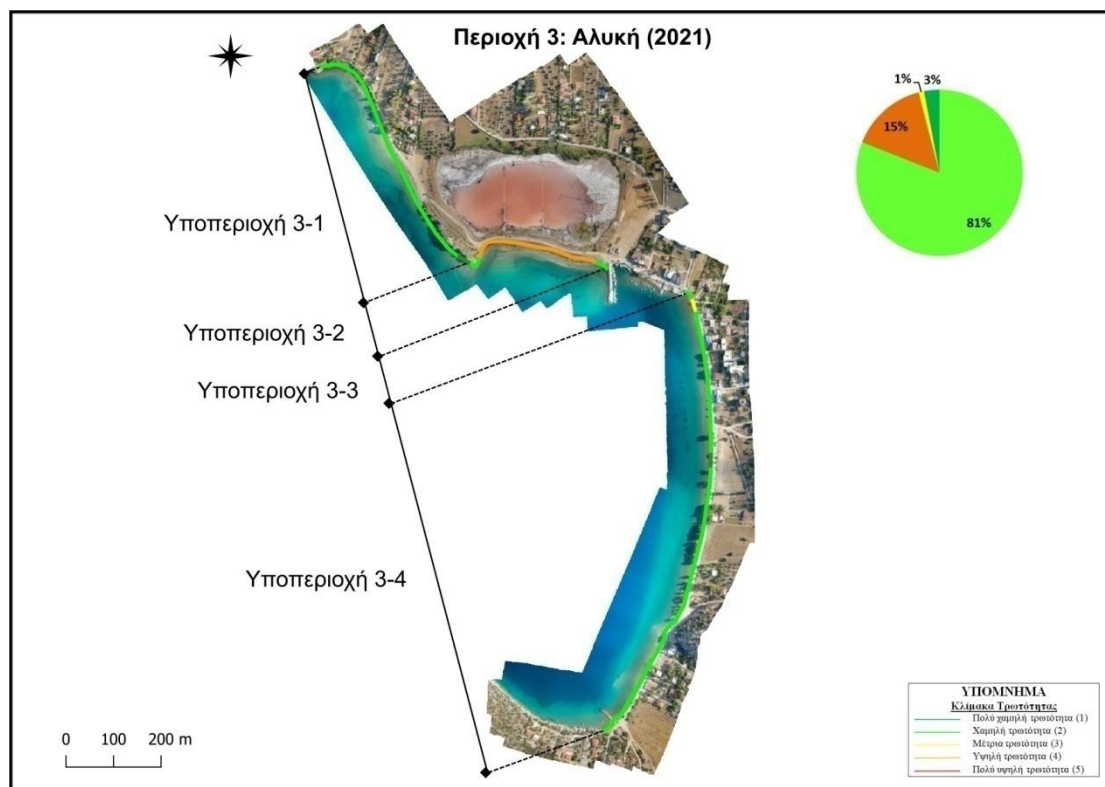 Περιοχή 3: Αλυκή (2021)
1%
3%
15%
81%
Υποπεριοχή 3-1
Υποπεριοχή 3-2
Υποπεριοχή 3-3
Υποπεριοχή 3-4
0 100 200 m
ΥΠΟΜΝΗΜΑ
Κλίμακα Τρωτότητας
Πολύ χαμηλή τρωτότητα (1)
Χαμηλή τρωτότητα (2)
Μέτρια τρωτότητα (3)
Υψηλή τρωτότητα (4)
Πολύ υψηλή τρωτότητα (5)